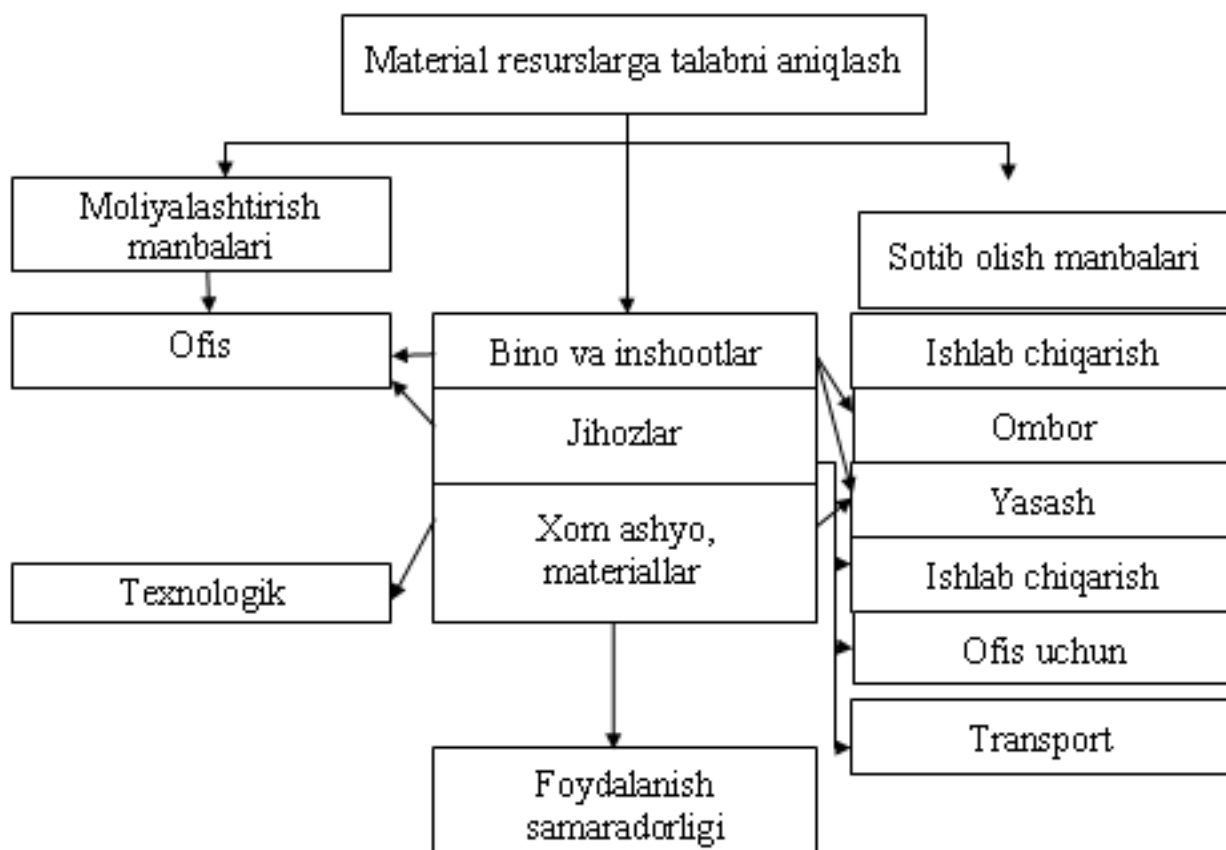 Material resurslarga talabni aniqlash
Moliyalashtirish
manbalari
Sotib olish manbalari
Ofis
Bino va inshootlar
Ishlab chiqarish
Jihozlar
Ombor
Yasash
Xom ashyo,
materiallar
Texnologik
Ishlab chiqarish
Ofis uchun
Transport
Foydalanish
samaradorligi